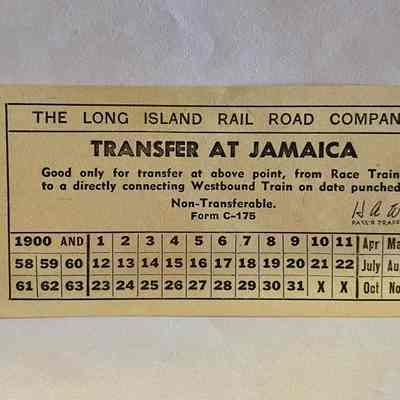 THE LONG ISLAND RAIL ROAD COMPAN
TRANSFER AT JAMAICA
Good only for transfer at above point, from Race Train
to a directly connecting Westbound Train on date punched
Non-Transferable.
Form C-175
PASS'R TRAFF
1900 AND 1 2 3 4 5 6 7 8 9 10 11 Apr Ma
58 59 60 12 13 14 15 16 17 18 19 20 21 22 July Au
61 62 63 23 24 25 26 27 28 29 30 31 X X Oct No